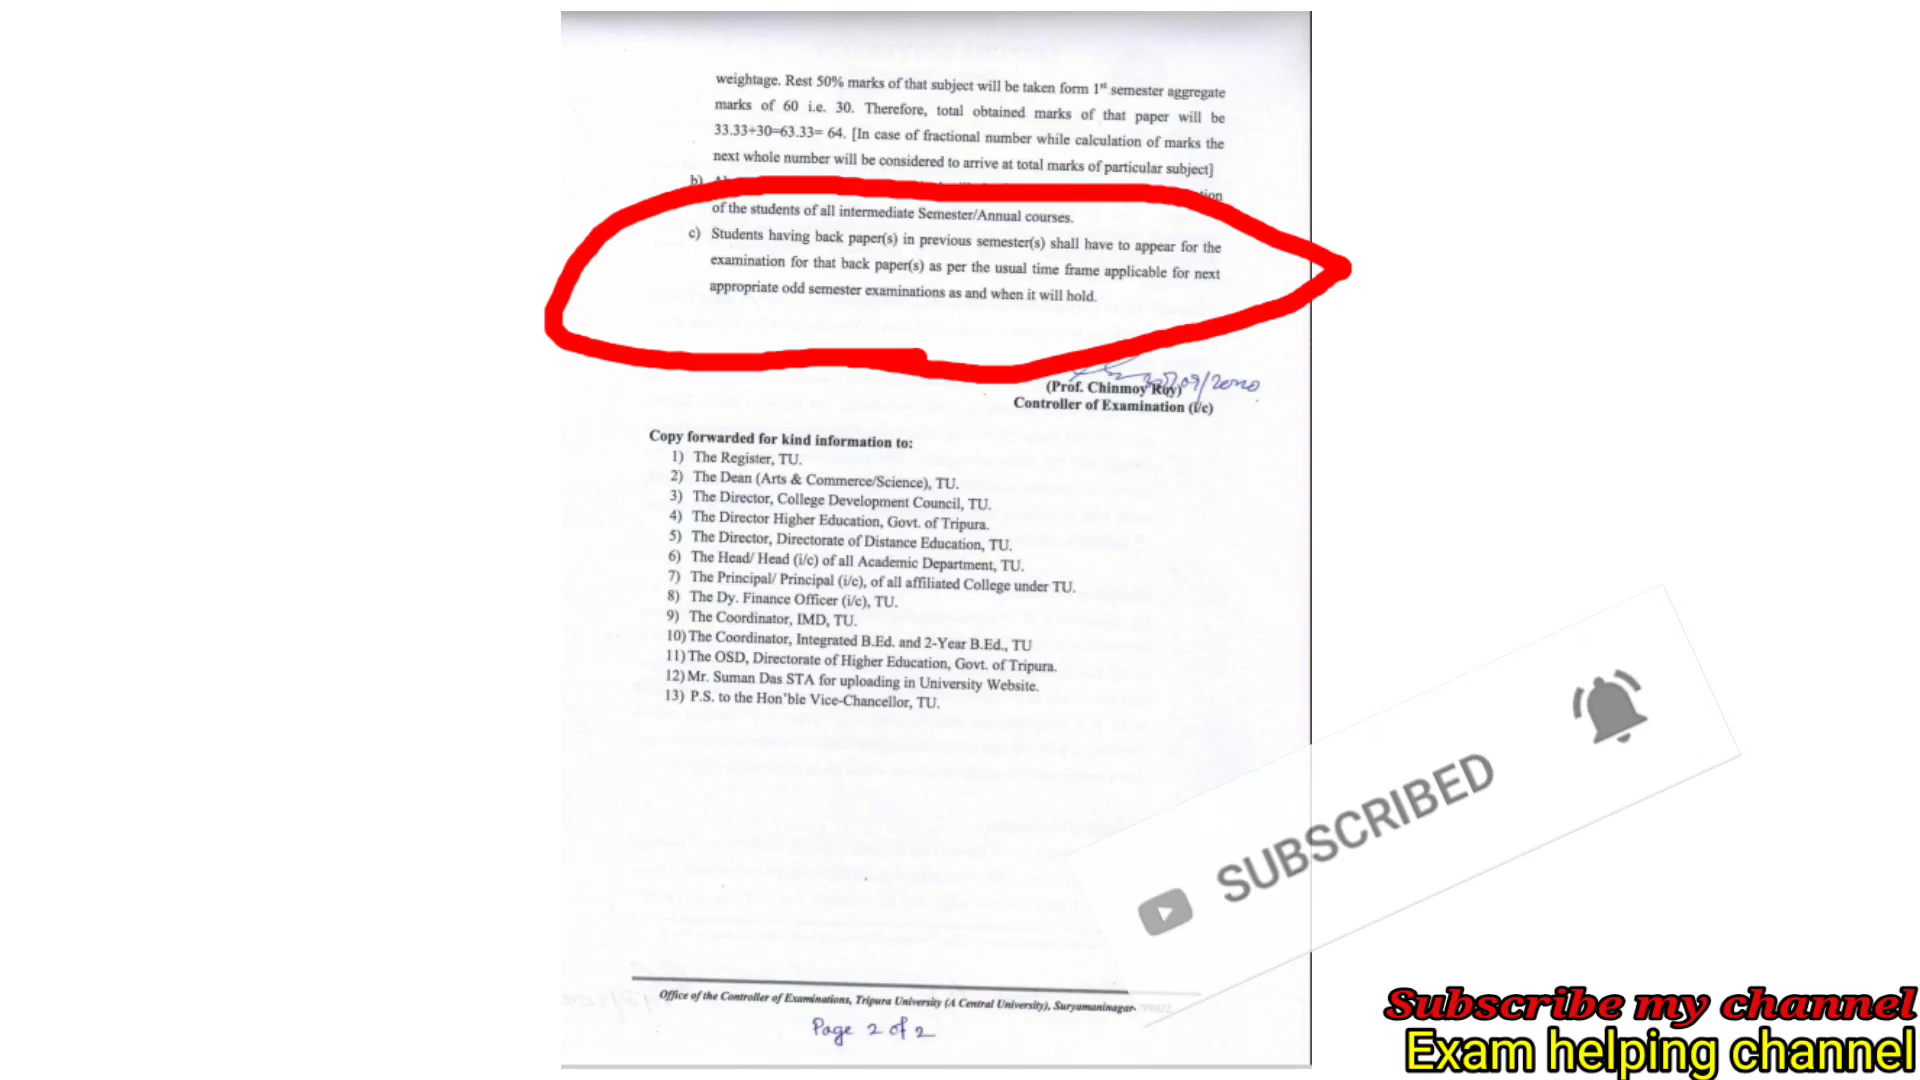 weightage. Rest 50% marks of that subject will be taken form 1st semester aggregate
marks of 60 i.e. 30. Therefore, total obtained marks of that paper will be
33.33+30=63.33= 64. [In case of fractional number while calculation of marks the
next whole number will be considered to arrive at total marks of particular subject]
b)
of the students of all intermediate Semester/Annual courses.
c) Students having back paper(s) in previous semester(s) shall have to appear for the
examination for that back paper(s) as per the usual time frame applicable for next
appropriate odd semester examinations as and when it will hold.
09/2020
(Prof. Chinmoy Roy)
Controller of Examination (i/c)
Copy forwarded for kind information to:
1) The Register, TU.
2) The Dean (Arts & Commerce/Science), TU.
3) The Director, College Development Council, TU.
4) The Director Higher Education, Govt. of Tripura.
5) The Director, Directorate of Distance Education, TU.
6) The Head/ Head (i/c) of all Academic Department, TU.
7) The Principal/ Principal (i/c), of all affiliated College under TU.
8) The Dy. Finance Officer (i/c), TU.
9) The Coordinator, IMD, TU.
10) The Coordinator, Integrated B.Ed. and 2-Year B.Ed., TU
11) The OSD, Directorate of Higher Education, Govt. of Tripura.
12) Mr. Suman Das STA for uploading in University Website.
13) P.S. to the Hon'ble Vice-Chancellor, TU.
SUBSCRIBED
Office of the Controller of Examinations, Tripura University (A Central University), Suryamaninagar-
Page 2 of 2
Subscribe my channel
Exam helping channel